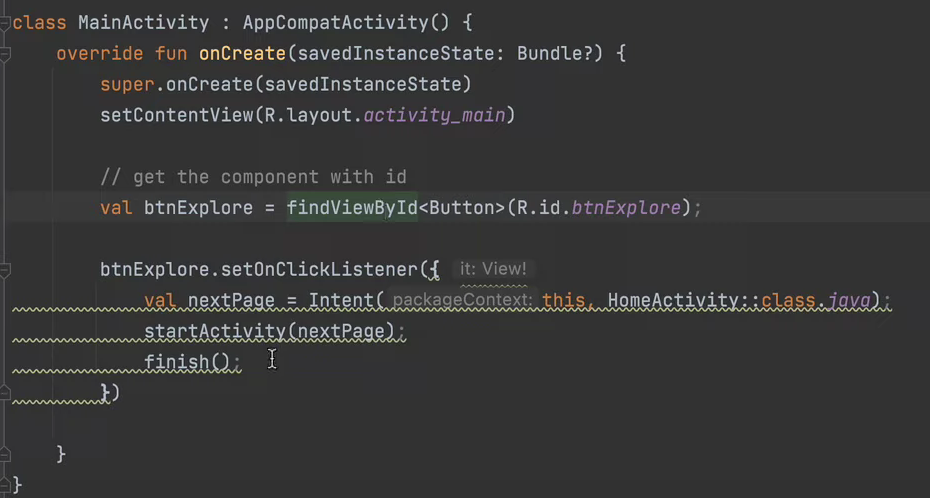 class MainActivity : AppCompatActivity() {
override fun onCreate(savedInstanceState: Bundle?) {
super.onCreate(savedInstanceState)
setContentView(R.layout.activity_main)
// get the component with id
val btnExplore = findViewById<Button>(R.id.btnExplore);
btnExplore.setOnClickListener({ it: View!
val nextPage = Intent( packageContext: this, HomeActivity::class.java);
startActivity(nextPage);
finish();
})
}
}